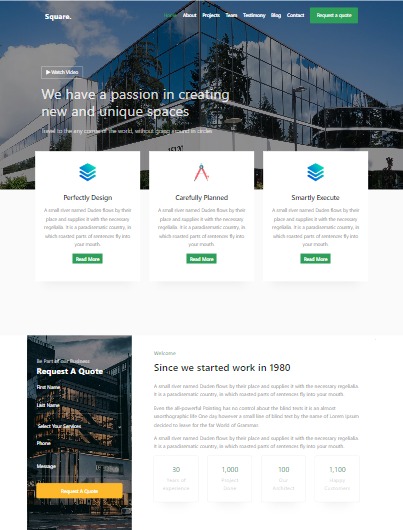 Square.
Home About Projects Team Testimony Blog Contact Request a quote
Watch Video
We have a passion in creating
new and unique spaces
Travel to the any corner of the world, without going around in circles
Perfectly Design
A small river named Duden flows by their
place and supplies it with the necessary
regelialia. It is a paradisematic country, in
which roasted parts of sentences fly into
your mouth.
Read More
Carefully Planned
A small river named Duden flows by their
place and supplies it with the necessary
regelialia. It is a paradisematic country, in
which roasted parts of sentences fly into
your mouth.
Read More
Smartly Execute
A small river named Duden flows by their
place and supplies it with the necessary
regelialia. It is a paradisematic country, in
which roasted parts of sentences fly into
your mouth.
Read More
Be Part of our Business
Request A Quote
First Name
Last Name
Select Your Services
Phone
Message
Request A Quote
Welcome
Since we started work in 1980
A small river named Duden flows by their place and supplies it with the necessary regelialia.
It is a paradisematic country, in which roasted parts of sentences fly into your mouth.
Even the all-powerful Pointing has no control about the blind texts it is an almost
unorthographic life One day however a small line of blind text by the name of Lorem Ipsum
decided to leave for the far World of Grammar.
A small river named Duden flows by their place and supplies it with the necessary regelialia.
It is a paradisematic country, in which roasted parts of sentences fly into your mouth.
30
Years of
Experience
1,000
Project
Done
100
Our
Architect
1,100
Happy
Customers